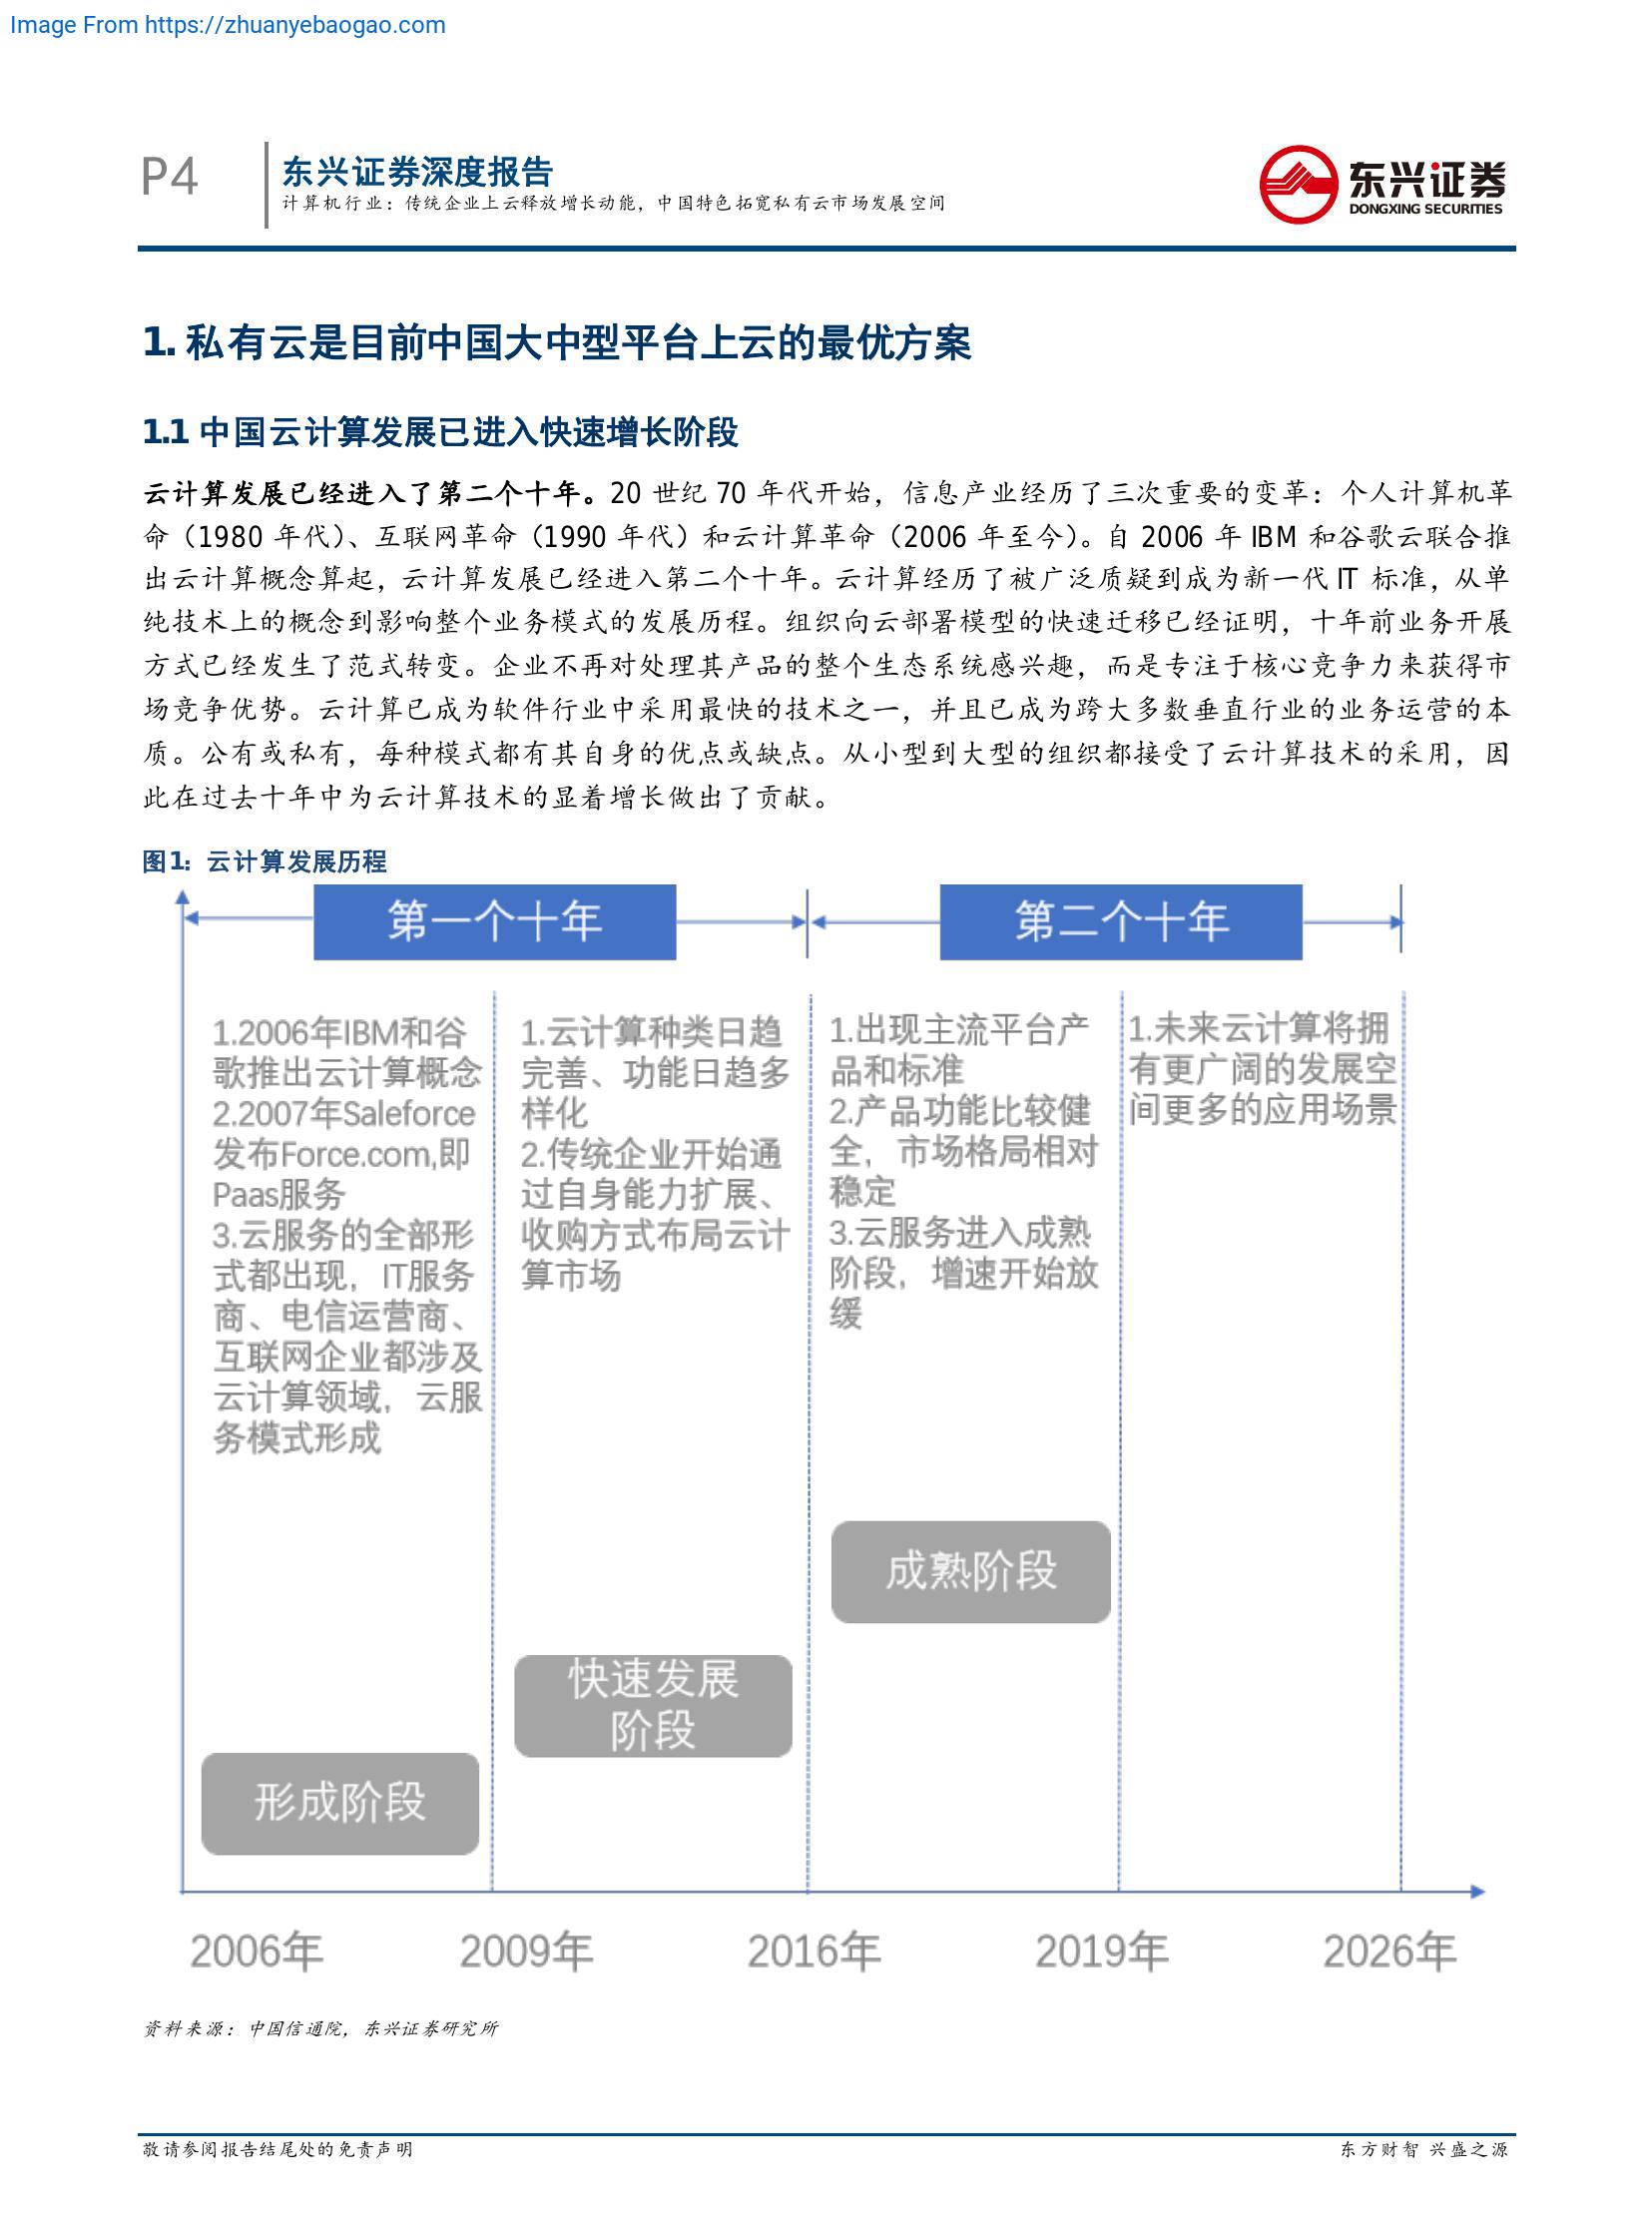 Image From https://zhuanyebaogao.com
P4
东兴证券深度报告
计算机行业：传统企业上云释放增长动能，中国特色拓宽私有云市场发展空间
东兴证券
DONGXING SECURITIES
1. 私有云是目前中国大中型平台上云的最优方案
1.1 中国云计算发展已进入快速增长阶段
云计算发展已经进入了第二个十年。20 世纪 70 年代开始，信息产业经历了三次重要的变革：个人计算机革
命（1980 年代）、互联网革命（1990 年代）和云计算革命（2006 年至今）。自 2006 年 IBM 和谷歌云联合推
出云计算概念算起，云计算发展已经进入第二个十年。云计算经历了被广泛质疑到成为新一代 IT 标准，从单
纯技术上的概念到影响整个业务模式的发展历程。组织向云部署模型的快速迁移已经证明，十年前业务开展
方式已经发生了范式转变。企业不再对处理其产品的整个生态系统感兴趣，而是专注于核心竞争力来获得市
场竞争优势。云计算已成为软件行业中采用最快的技术之一，并且已成为跨大多数垂直行业的业务运营的本
质。公有或私有，每种模式都有其自身的优点或缺点。从小型到大型的组织都接受了云计算技术的采用，因
此在过去十年中为云计算技术的显着增长做出了贡献。
图1：云计算发展历程
第一个十年
第二个十年
1.2006年IBM和谷
歌推出云计算概念
2.2007年Saleforce
发布Force.com,即
Paas服务
3.云服务的全部形
式都出现，IT服务
商、电信运营商、
互联网企业都涉及
云计算领域，云服
务模式形成
1.云计算种类日趋
完善、功能日趋多
样化
2.传统企业开始通
过自身能力扩展、
收购方式布局云计
算市场
1.出现主流平台产
品和标准
2.产品功能比较健
全，市场格局相对
稳定
3.云服务进入成熟
阶段，增速开始放
缓
1.未来云计算将拥
有更广阔的发展空
间更多的应用场景
成熟阶段
快速发展
阶段
形成阶段
2006年
2009年
2016年
2019年
2026年
资料来源：中国信通院，东兴证券研究所
敬请参阅报告结尾处的免责声明
东方财智 兴盛之源